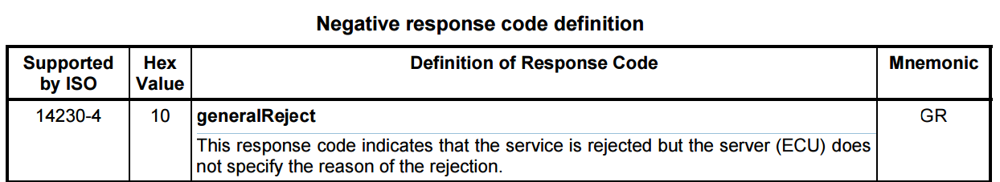 Negative response code definition
Supported by ISO
Hex Value
Definition of Response Code
Mnemonic
14230-4
10
generalReject
GR
This response code indicates that the service is rejected but the server (ECU) does
not specify the reason of the rejection.